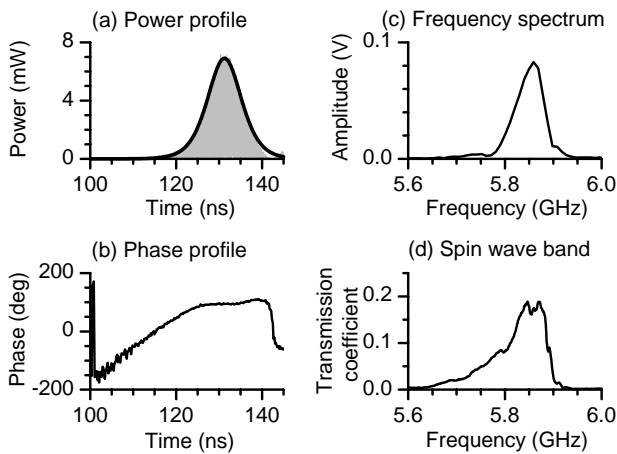 (a) Power profile
8
4
0
Power (mW)
100
120
140
Time (ns)
(c) Frequency spectrum
0.1
0.0
Amplitude (V)
5.6
5.8
6.0
Frequency (GHz)
(b) Phase profile
200
0
-200
Phase (deg)
100
120
140
Time (ns)
(d) Spin wave band
0.2
0.1
0.0
Transmission
coefficient
5.6
5.8
6.0
Frequency (GHz)